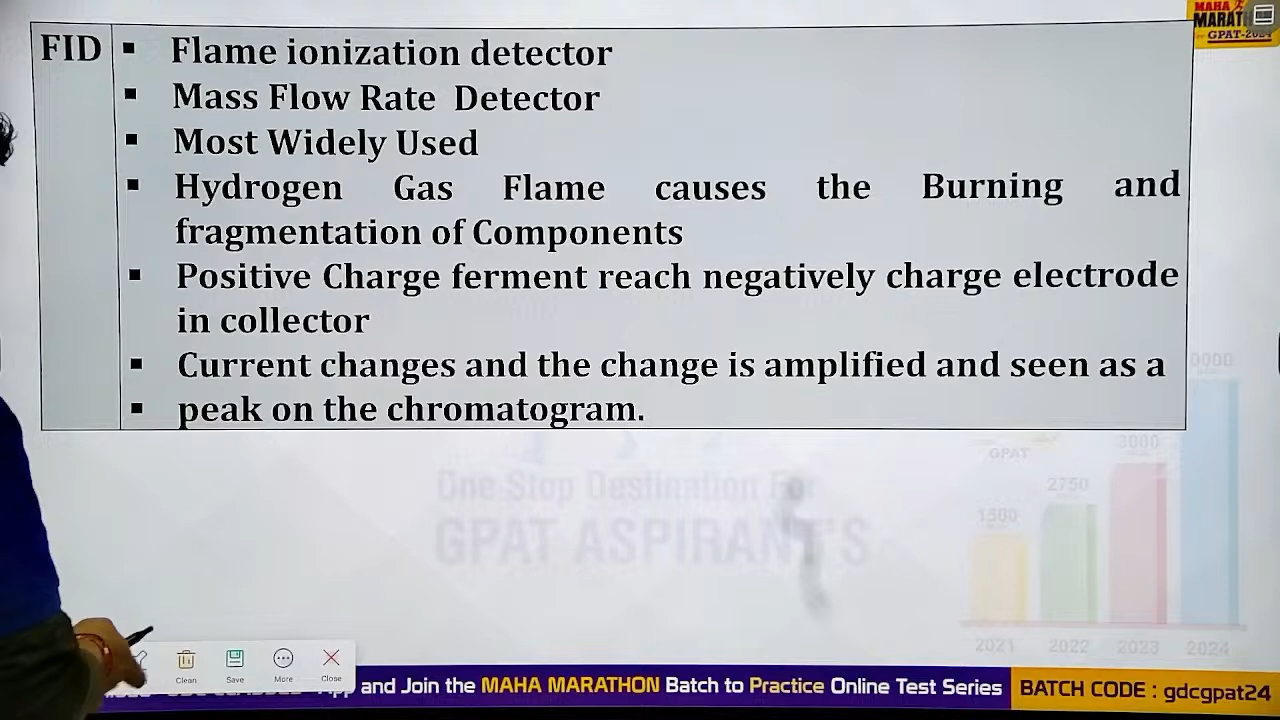 MAHA
MARAT
GPAT-2024
FID
▪ Flame ionization detector
▪ Mass Flow Rate Detector
▪ Most Widely Used
▪ Hydrogen Gas Flame causes the Burning and
fragmentation of Components
▪ Positive Charge ferment reach negatively charge electrode
in collector
▪ Current changes and the change is amplified and seen as a
▪ peak on the chromatogram.
0000
3000
GPAT
2750
1500
One Stop Destination For
GPAT ASPIRANT'S
2021 2022 2023 2024
Clean Save More Close
and Join the MAHA MARATHON Batch to Practice Online Test Series
BATCH CODE : gdcgpat24